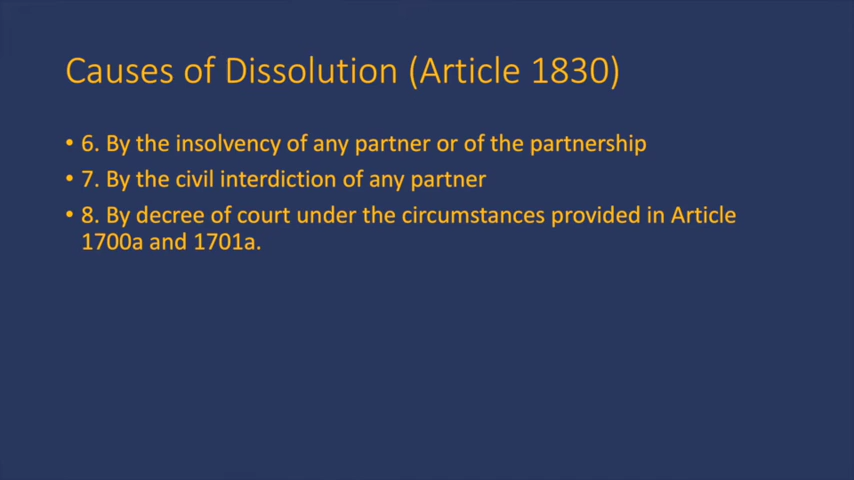 Causes of Dissolution (Article 1830)
• 6. By the insolvency of any partner or of the partnership
• 7. By the civil interdiction of any partner
• 8. By decree of court under the circumstances provided in Article
1700a and 1701a.